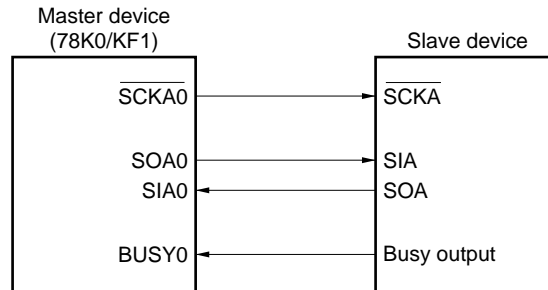 Master device
(78K0/KF1)
Slave device
SCKA0
SCKA
SOA0
SIA
SIA0
SOA
BUSY0
Busy output